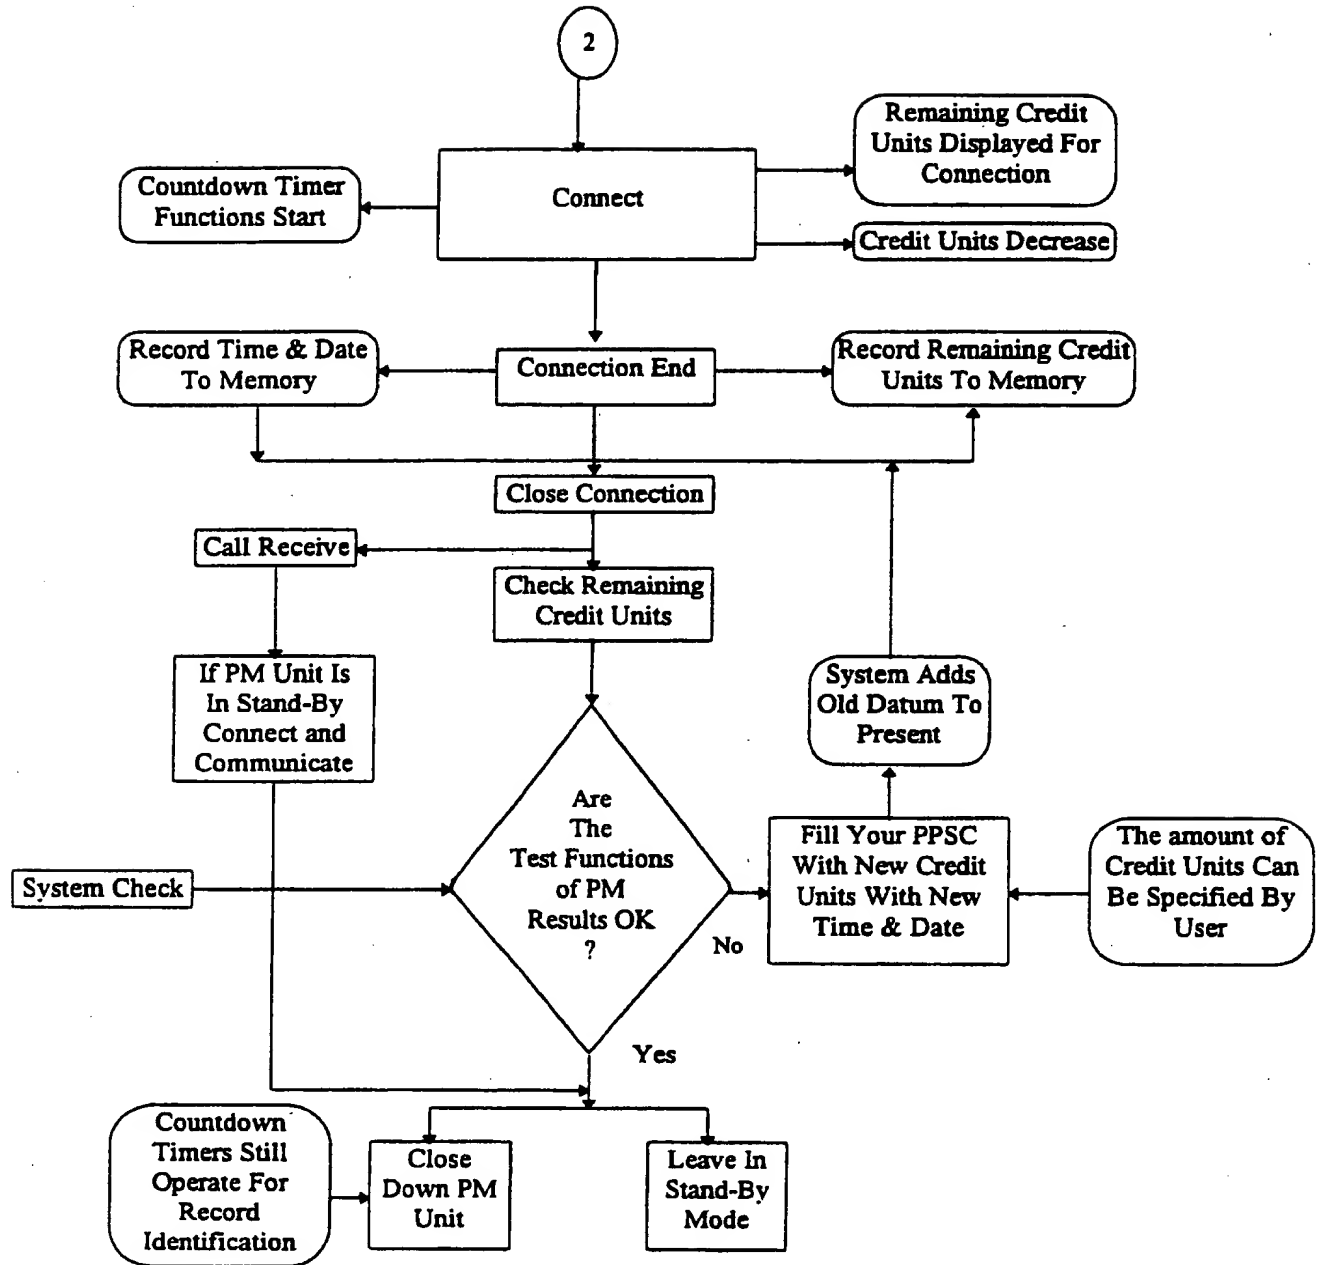 2
Remaining Credit
Units Displayed For
Connection
Countdown Timer
Functions Start
Connect
Credit Units Decrease
Record Time & Date
To Memory
Connection End
Record Remaining Credit
Units To Memory
Close Connection
Call Receive
Check Remaining
Credit Units
If PM Unit Is
In Stand-By
Connect and
Communicate
System Adds
Old Datum To
Present
Are
The
Test Functions
of PM
Results OK
?
Fill Your PPSC
With New Credit
Units With New
Time & Date
The amount of
Credit Units Can
Be Specified By
User
System Check
No
Yes
Countdown
Timers Still
Operate For
Record
Identification
Close
Down PM
Unit
Leave In
Stand-By
Mode